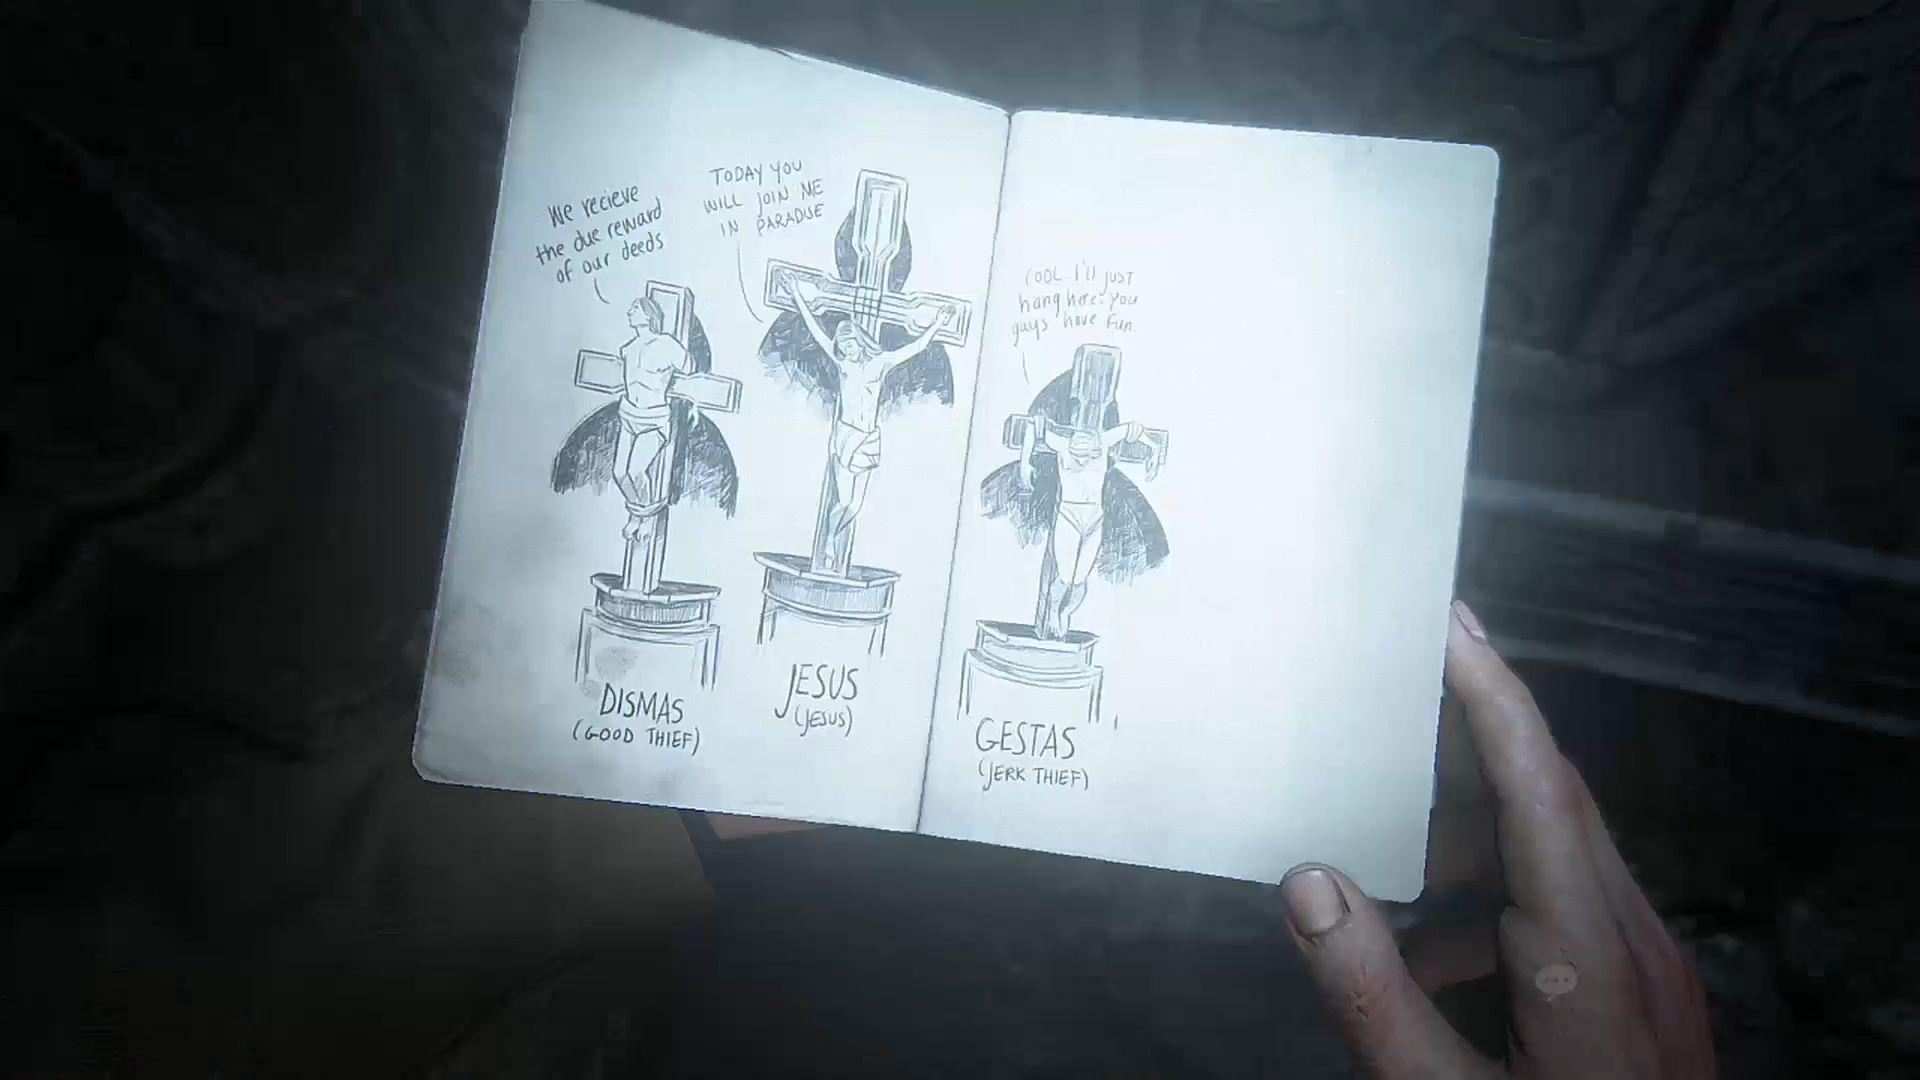 We recieve
the due reward
of our deeds
TODAY YOU
WILL JOIN ME
IN PARADISE
COOL I'll JUST
hang here. You
guys have fun.
DISMAS
(GOOD THIEF)
JESUS
(JESUS)
GESTAS
(JERK THIEF)